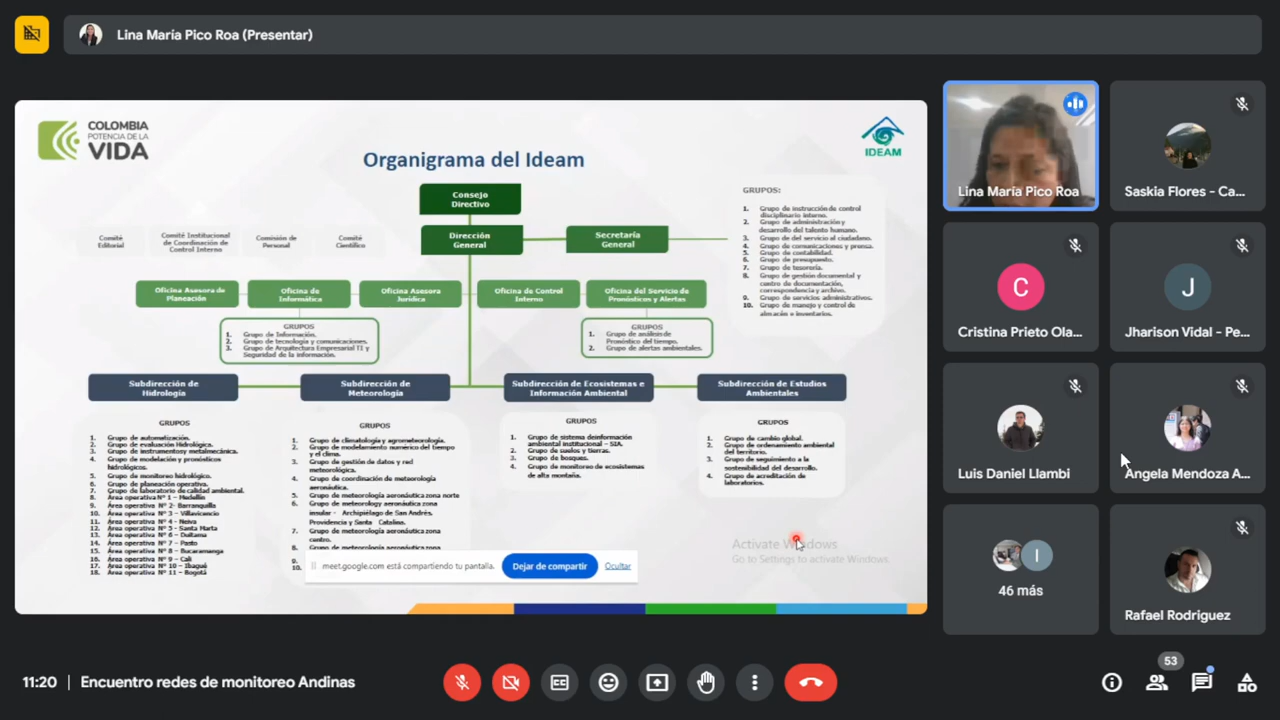 Lina María Pico Roa (Presentar)
COLOMBIA
POTENCIA DE LA
VIDA
IDEAM
Organigrama del Ideam
Consejo
Directivo
Dirección
General
Secretaría
General
Comité
Editorial
Comité Institucional
de Coordinación de
Control Interno
Comisión de
Personal
Comité
Científico
GRUPOS:
1. Grupo de instrucción de control
disciplinario interno.
2. Grupo de administración y
desarrollo del talento humano.
3. Grupo de del servicio al ciudadano.
4. Grupo de comunicaciones y prensa.
5. Grupo de contabilidad.
6. Grupo de presupuesto.
7. Grupo de tesorería.
8. Grupo de gestión documental y
centro de documentación,
correspondencia y archivo.
9. Grupo de servicios administrativos.
10. Grupo de manejo y control de
almacén e inventarios.
Oficina Asesora de
Planeación
Oficina de
Informática
Oficina Asesora
Jurídica
Oficina de Control
Interno
Oficina del Servicio de
Pronósticos y Alertas
GRUPOS
1. Grupo de Información.
2. Grupo de tecnología y comunicaciones.
3. Grupo de Arquitectura Empresarial TI y
Seguridad de la información.
GRUPOS
1. Grupo de análisis de
Pronóstico del tiempo.
2. Grupo de alertas ambientales.
Subdirección de
Hidrología
Subdirección de
Meteorología
Subdirección de Ecosistemas e
Información Ambiental
Subdirección de Estudios
Ambientales
GRUPOS
1. Grupo de automatización.
2. Grupo de evaluación Hidrológica.
3. Grupo de instrumentos y metalmecánica.
4. Grupo de modelación y pronósticos
hidrológicos.
5. Grupo de monitoreo hidrológico.
6. Grupo de planeación operativa.
7. Grupo de laboratorio de calidad ambiental.
8. Área operativa N° 1 – Medellín
9. Área operativa N° 2- Barranquilla
10. Área operativa N° 3 – Villavicencio
11. Área operativa N° 4 - Neiva
12. Área operativa N° 5 - Santa Marta
13. Área operativa N° 6 – Duitama
14. Área operativa N° 7 – Pasto
15. Área operativa N° 8 – Bucaramanga
16. Área operativa N° 9 – Cali
17. Área operativa N° 10 – Ibagué
18. Área operativa N° 11 – Bogotá
GRUPOS
1. Grupo de climatología y agrometeorología.
2. Grupo de modelamiento numérico del tiempo
y el clima.
3. Grupo de gestión de datos y red
meteorológica.
4. Grupo de coordinación de meteorología
aeronáutica.
5. Grupo de meteorología aeronáutica zona norte
6. Grupo de meteorology aeronáutica zona
insular - Archipiélago de San Andrés,
Providencia y Santa Catalina.
7. Grupo de meteorología aeronáutica zona
centro.
8. Grupo de meteorología aeronáutica zona
9.
10.
GRUPOS
1. Grupo de sistema deinformación
ambiental institucional – SIA.
2. Grupo de suelos y tierras.
3. Grupo de bosques.
4. Grupo de monitoreo de ecosistemas
de alta montaña.
GRUPOS
1. Grupo de cambio global.
2. Grupo de ordenamiento ambiental
del territorio.
3. Grupo de seguimiento a la
sostenibilidad del desarrollo.
4. Grupo de acreditación de
laboratorios.
meet.google.com está compartiendo tu pantalla.
Dejar de compartir
Ocultar
Activate Windows
Go to Settings to activate Windows.
Lina María Pico Roa
Saskia Flores - Ca...
C
Cristina Prieto Ola...
J
Jharison Vidal - Pe...
Luis Daniel Llambi
Angela Mendoza A...
I
46 más
Rafael Rodriguez
11:20 | Encuentro redes de monitoreo Andinas
53